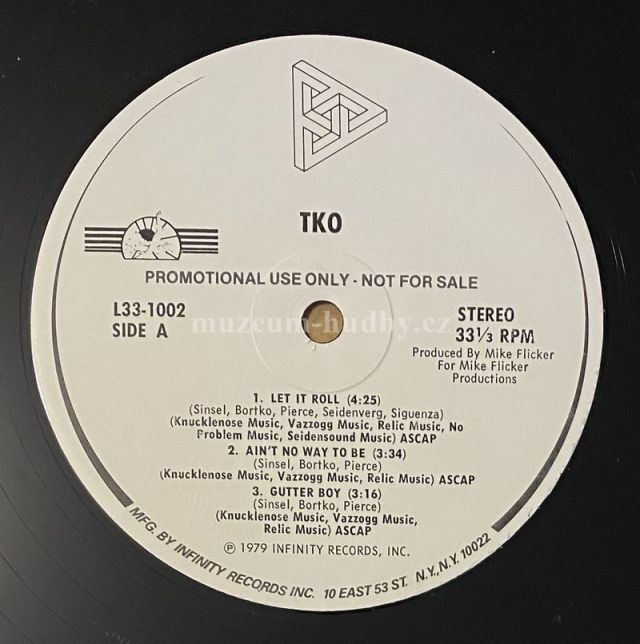 TKO
PROMOTIONAL USE ONLY - NOT FOR SALE
L33-1002
SIDE A
STEREO
33⅓ RPM
Produced By Mike Flicker
For Mike Flicker
Productions
muzeum-hudby.cz
1. LET IT ROLL (4:25)
(Sinsel, Bortko, Pierce, Seidenverg, Siguenza)
(Knucklenose Music, Vazzogg Music, Relic Music, No
Problem Music, Seidensound Music) ASCAP
2. AIN'T NO WAY TO BE (3:34)
(Sinsel, Bortko, Pierce)
(Knucklenose Music, Vazzogg Music, Relic Music) ASCAP
3. GUTTER BOY (3:16)
(Sinsel, Bortko, Pierce)
(Knucklenose Music, Vazzogg Music,
Relic Music) ASCAP
℗ 1979 INFINITY RECORDS, INC.
MFG. BY INFINITY RECORDS INC. 10 EAST 53 ST. N.Y., N.Y. 10022